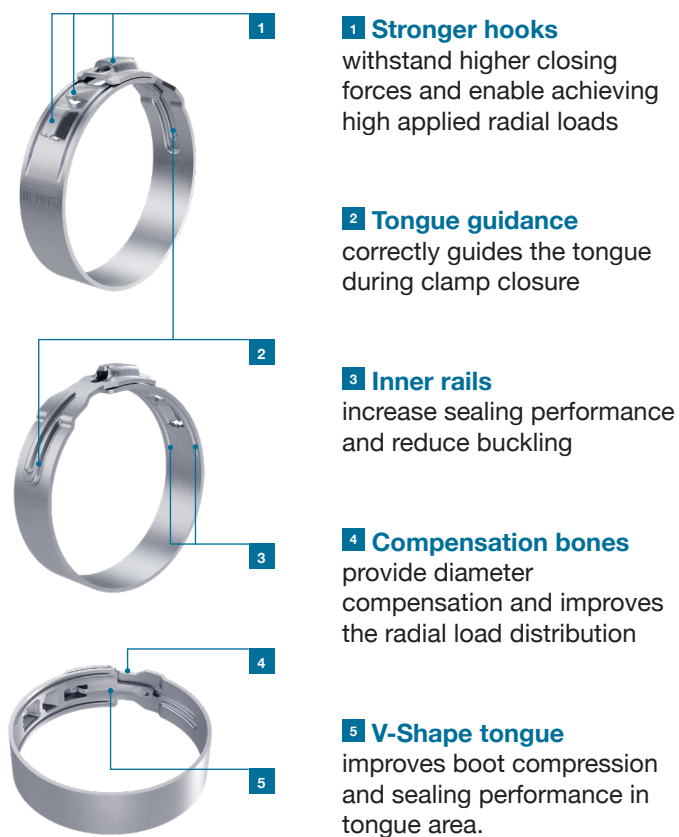 1
1 Stronger hooks
withstand higher closing
forces and enable achieving
high applied radial loads
2 Tongue guidance
correctly guides the tongue
during clamp closure
2
3 Inner rails
increase sealing performance
and reduce buckling
3
4 Compensation bones
provide diameter
compensation and improves
the radial load distribution
4
5 V-Shape tongue
improves boot compression
and sealing performance in
tongue area.
5